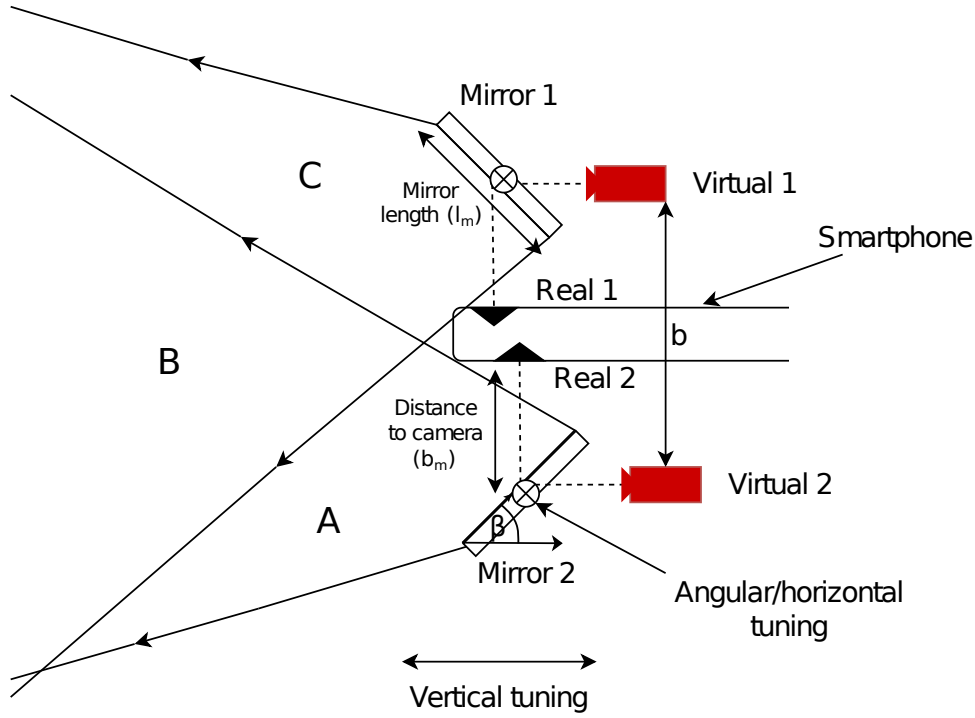 Mirror 1
C
Mirror
length (lₘ)
Virtual 1
Smartphone
Real 1
b
B
Real 2
Distance
to camera
(bₘ)
Virtual 2
A
β
Mirror 2
Angular/horizontal
tuning
Vertical tuning